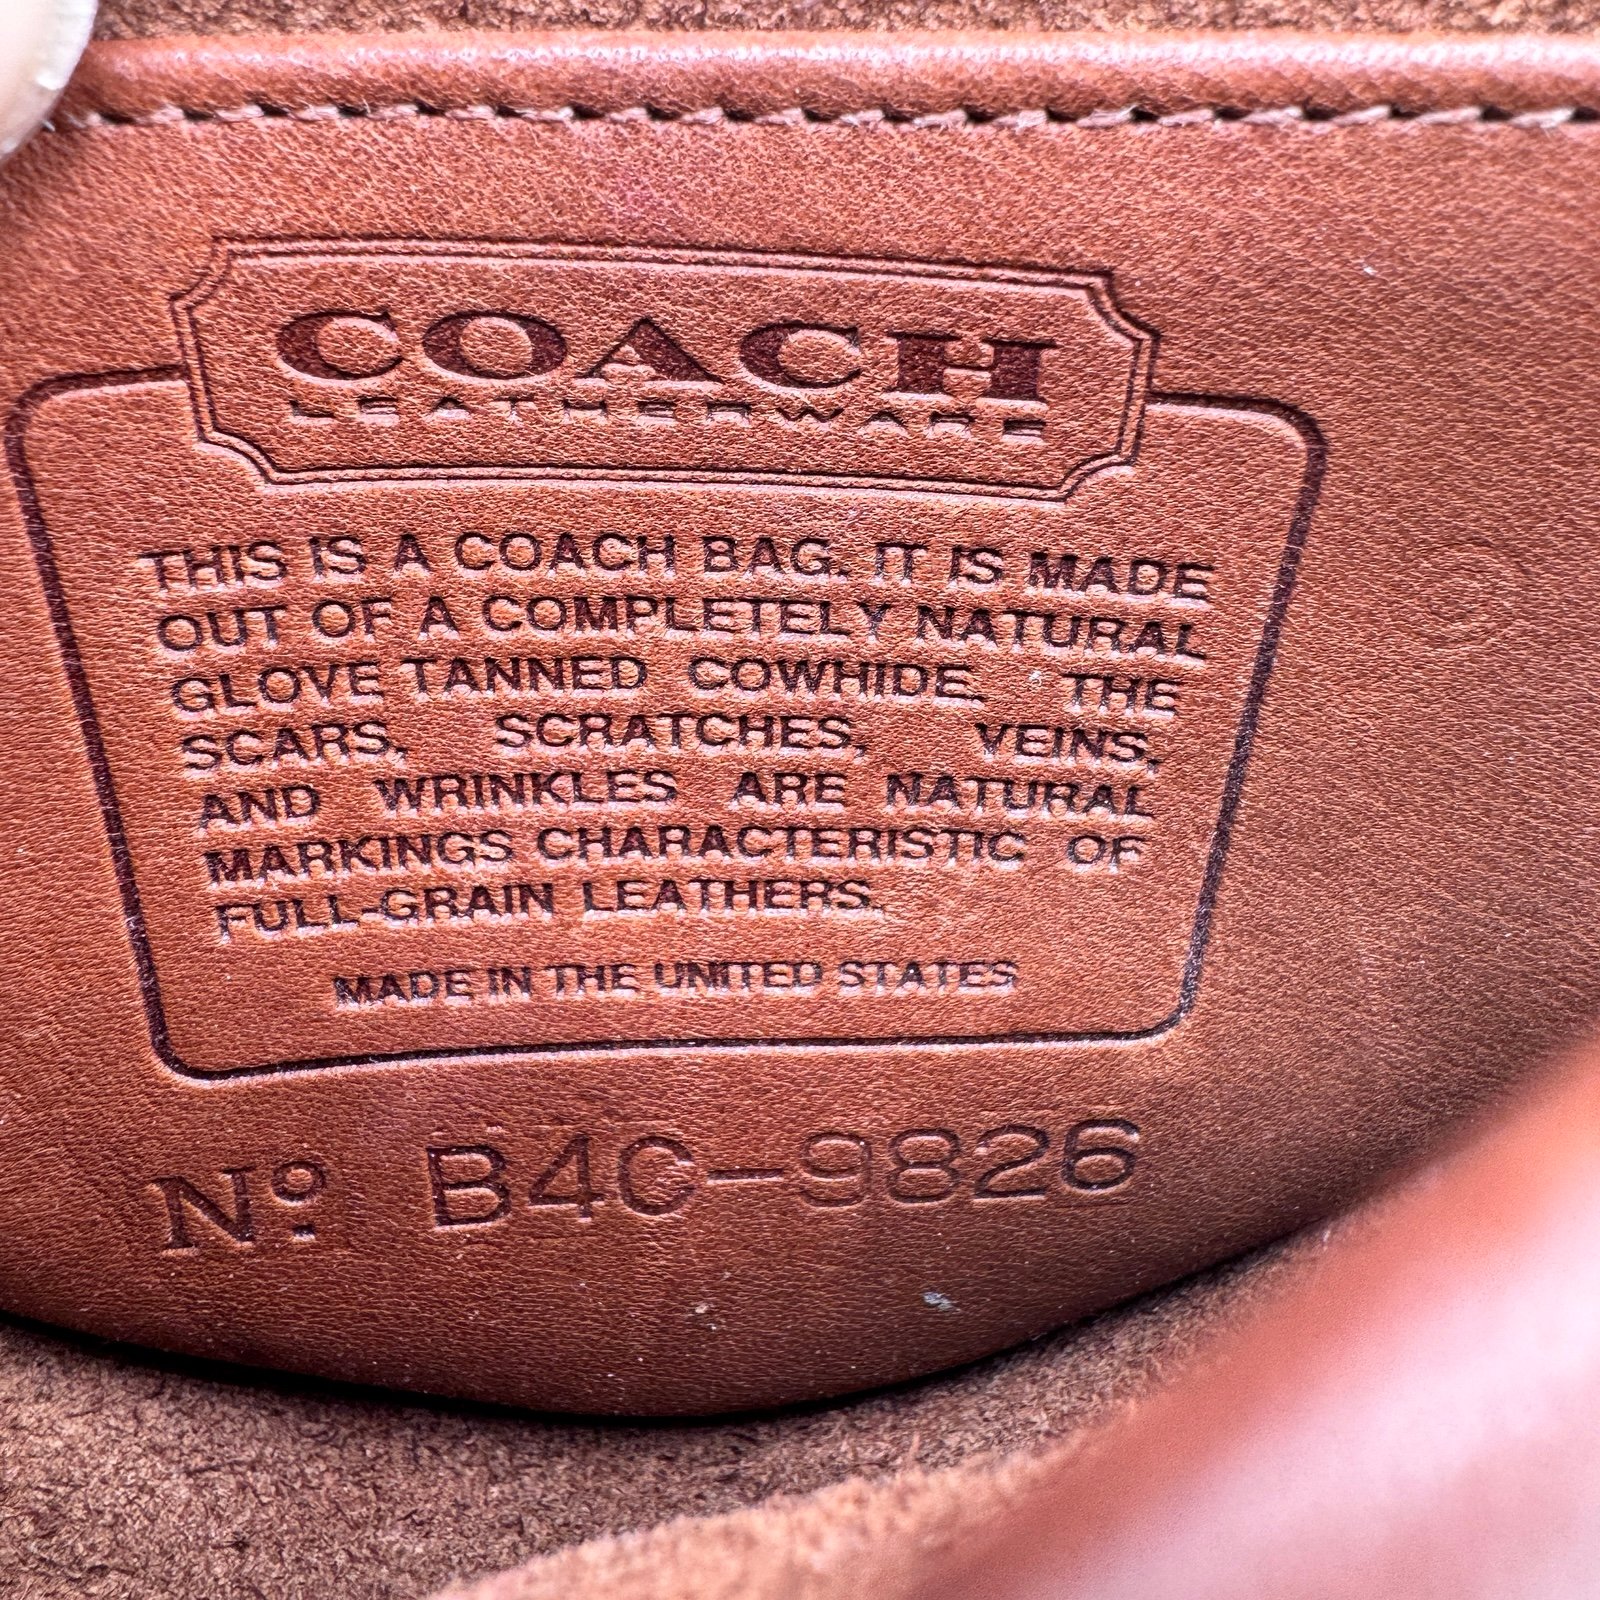 COACH
LEATHERWARE
THIS IS A COACH BAG. IT IS MADE
OUT OF A COMPLETELY NATURAL
GLOVE TANNED COWHIDE. THE
SCARS, SCRATCHES, VEINS,
AND WRINKLES ARE NATURAL
MARKINGS CHARACTERISTIC OF
FULL-GRAIN LEATHERS.
MADE IN THE UNITED STATES
Nº B4C-9826